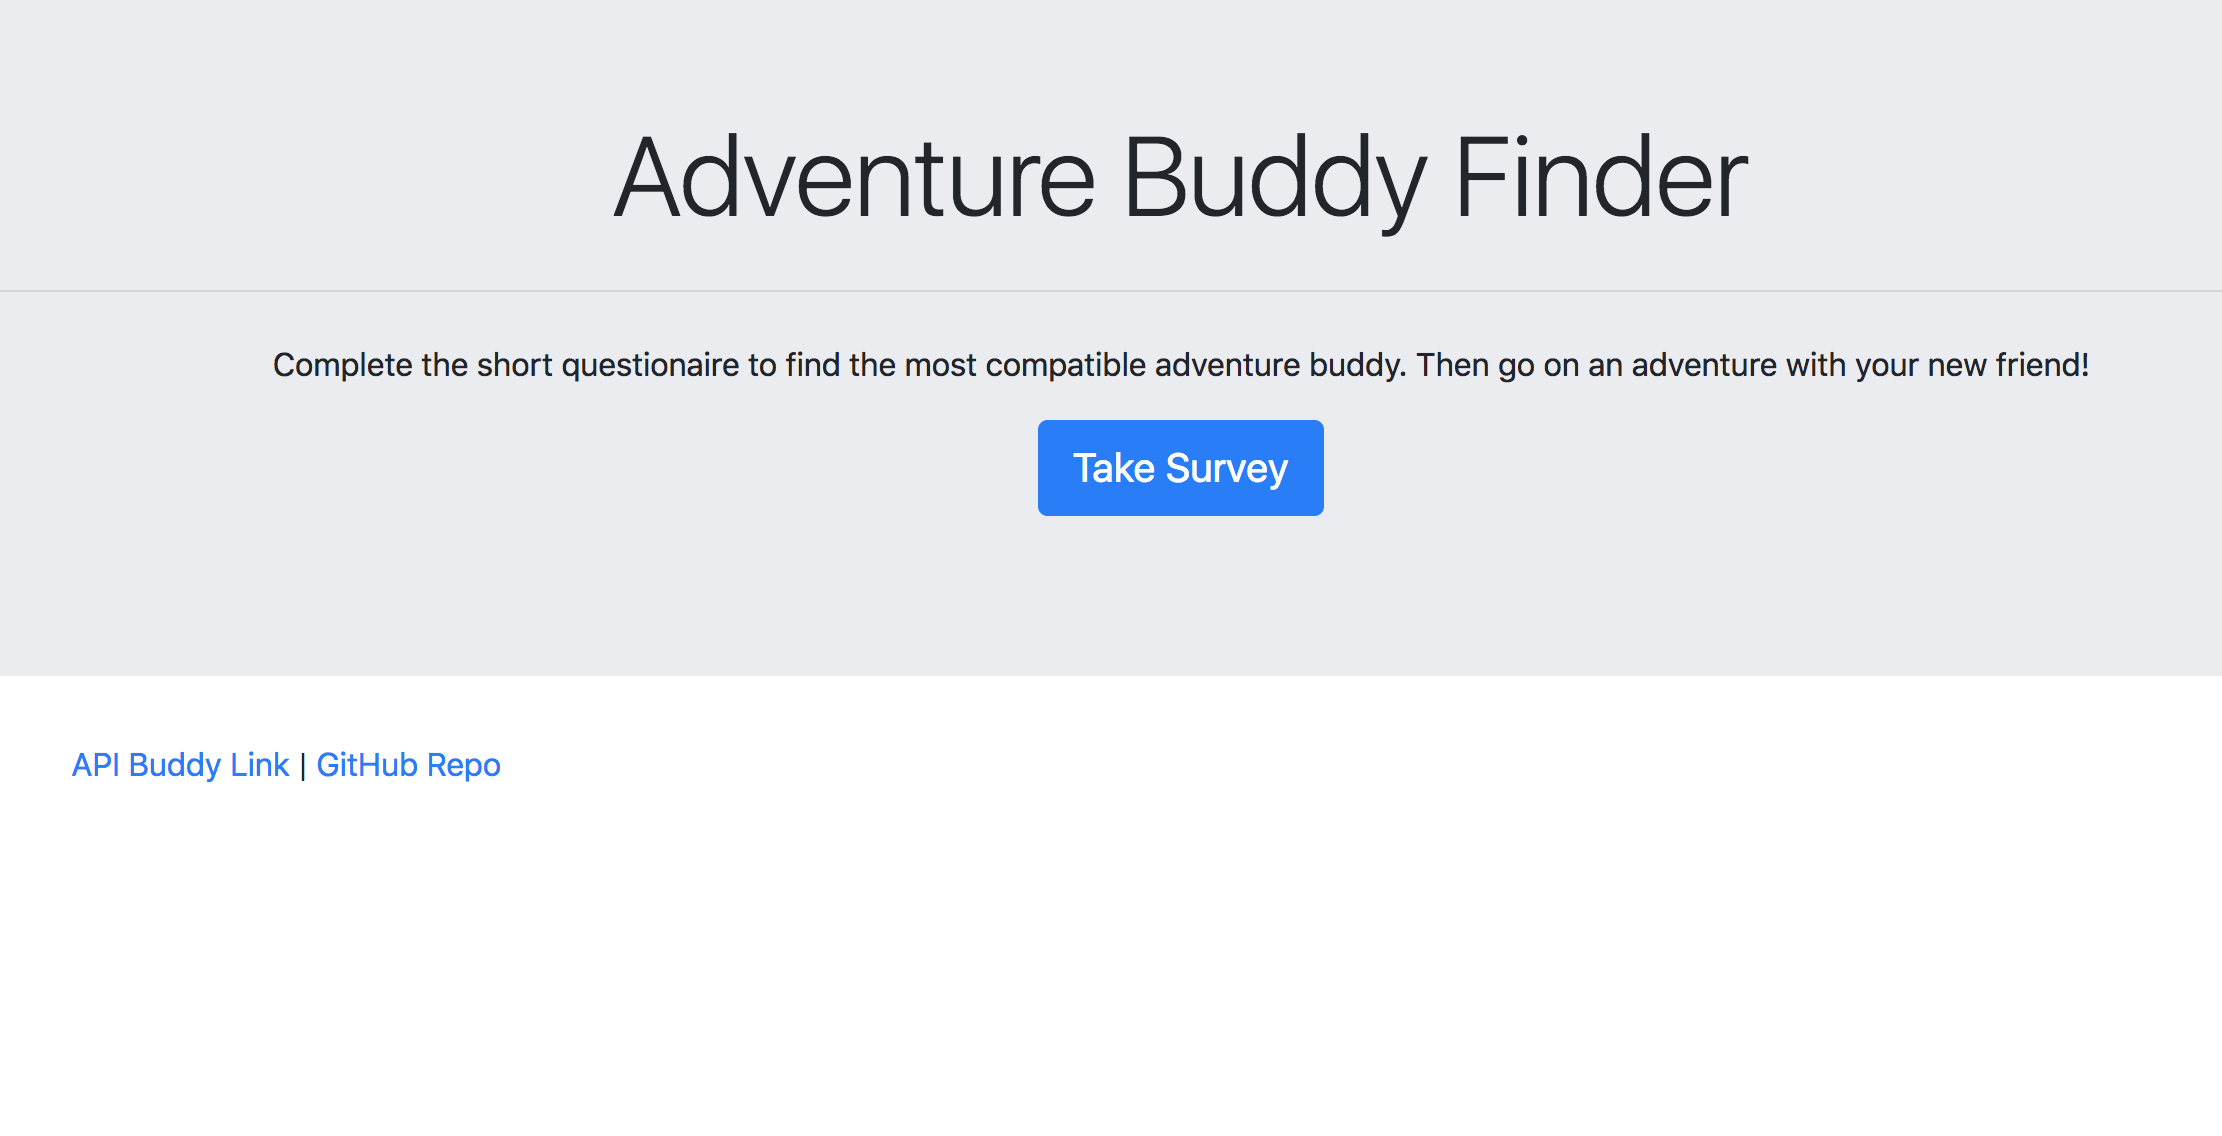 Adventure Buddy Finder
Complete the short questionaire to find the most compatible adventure buddy. Then go on an adventure with your new friend!
Take Survey
API Buddy Link | GitHub Repo